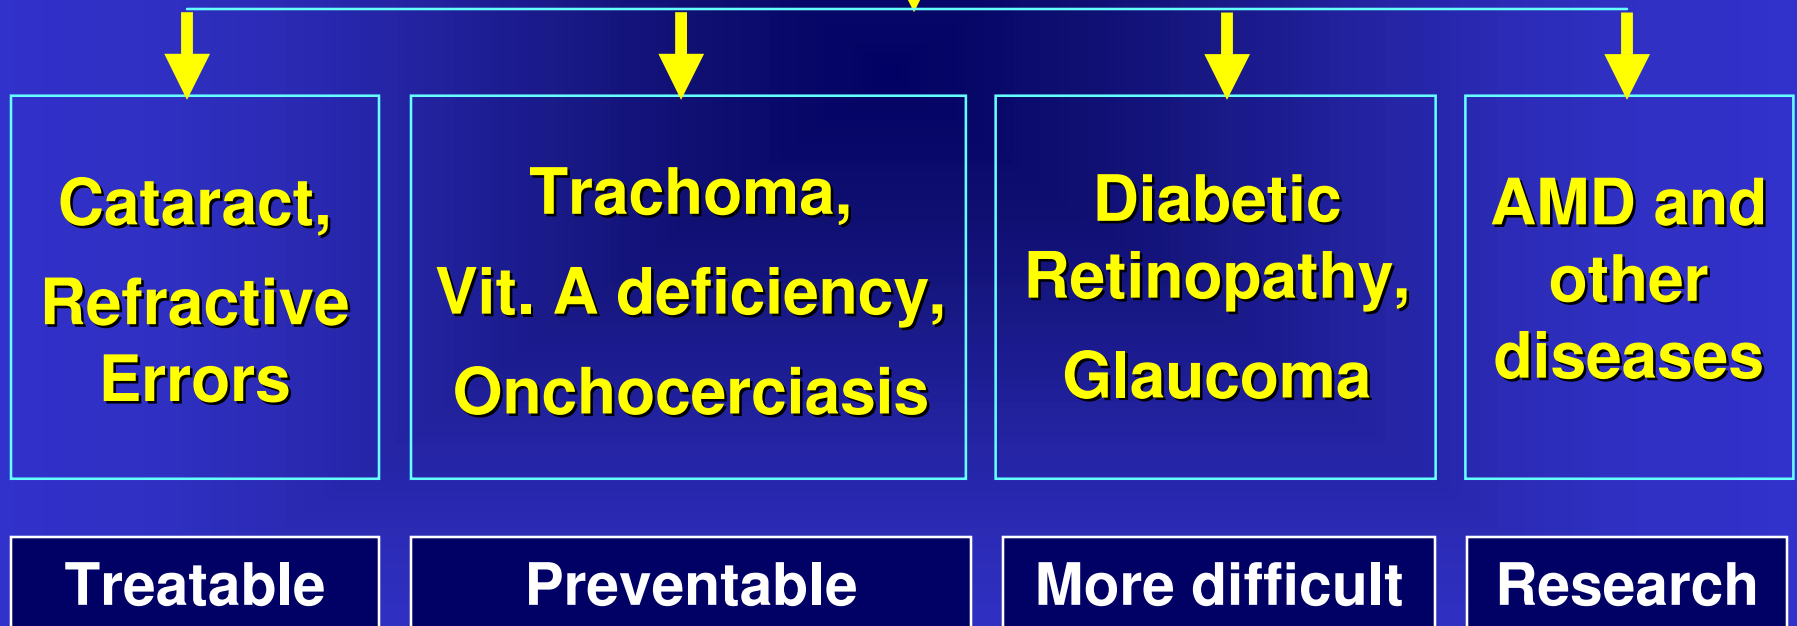 Cataract,
Refractive
Errors
Trachoma,
Vit. A deficiency,
Onchocerciasis
Diabetic
Retinopathy,
Glaucoma
AMD and
other
diseases
Treatable
Preventable
More difficult
Research